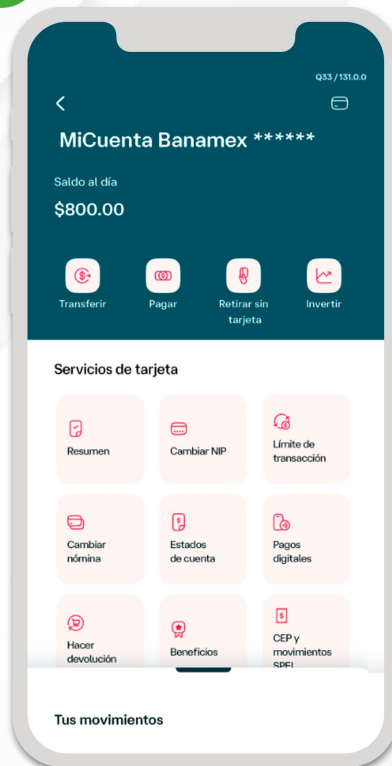 Q33 / 131.0.0
MiCuenta Banamex ******
Saldo al día
$800.00
Transferir
Pagar
Retirar sin
tarjeta
Invertir
Servicios de tarjeta
Resumen
Cambiar NIP
Límite de
transacción
Cambiar
nómina
Estados
de cuenta
Pagos
digitales
Hacer
devolución
Beneficios
CEP y
movimientos
SPEI
Tus movimientos